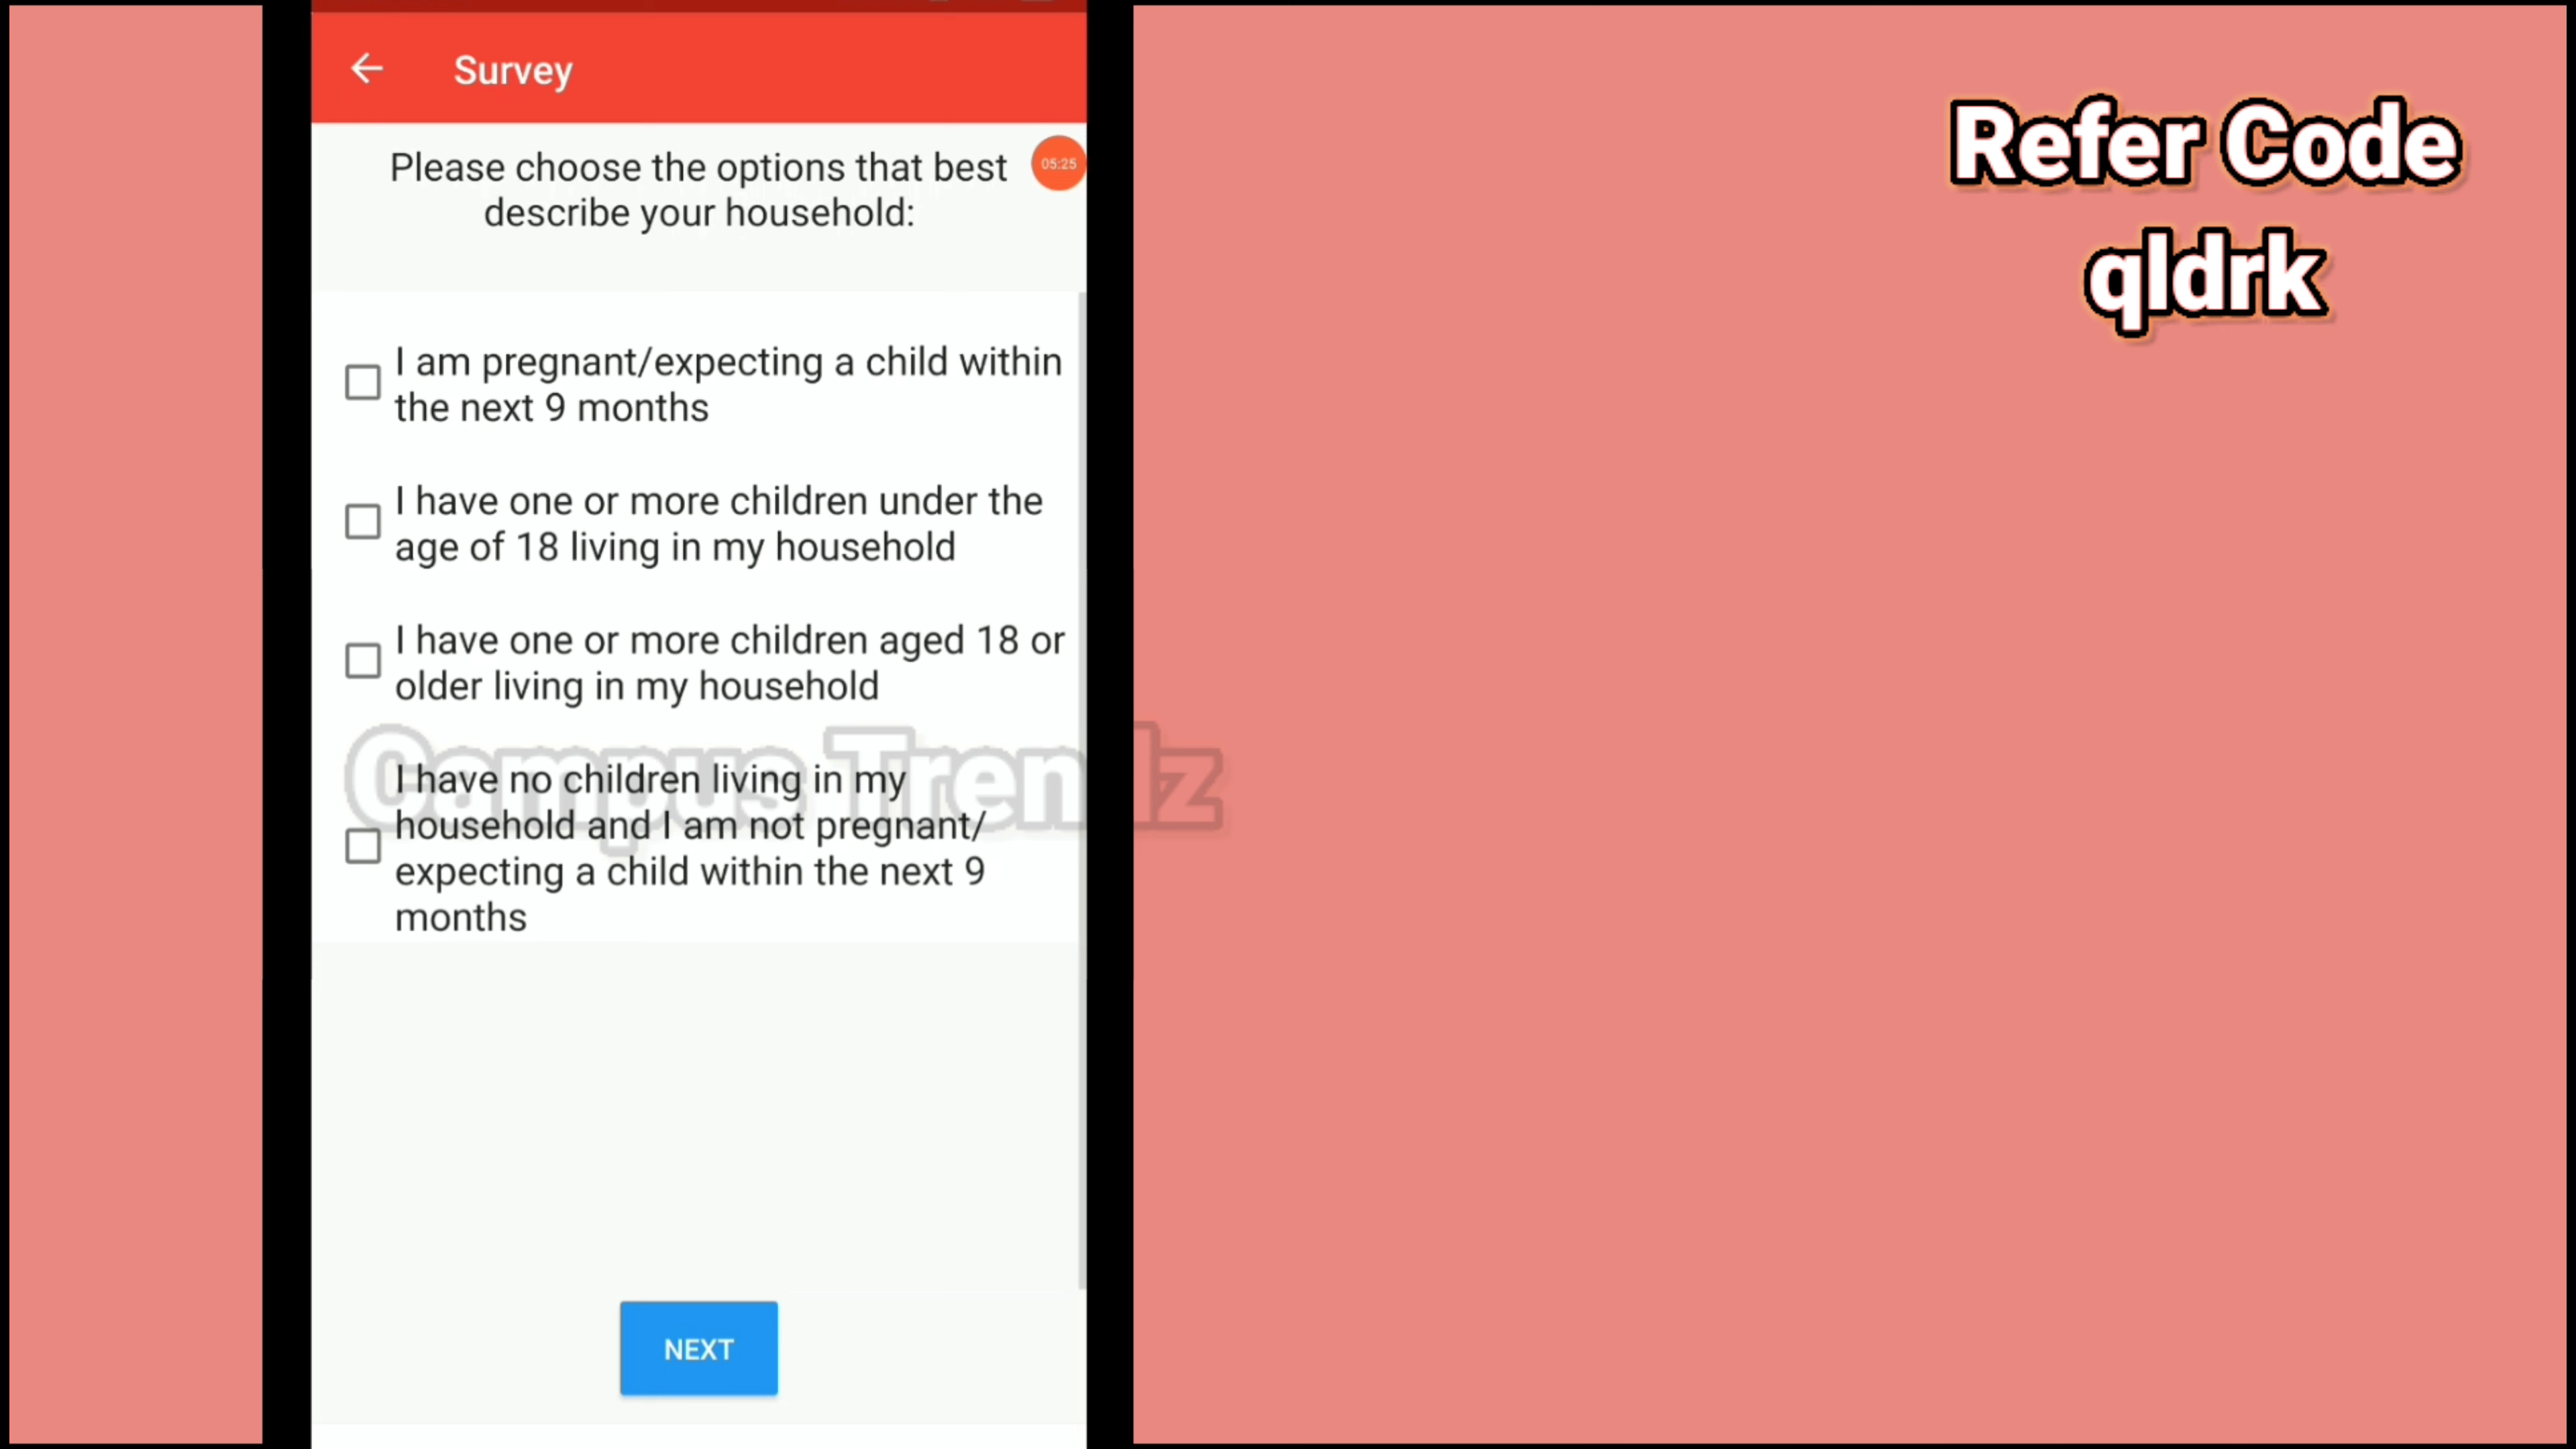 Survey
Please choose the options that best
describe your household:
05:25
I am pregnant/expecting a child within
the next 9 months
I have one or more children under the
age of 18 living in my household
I have one or more children aged 18 or
older living in my household
I have no children living in my
household and I am not pregnant/
expecting a child within the next 9
months
NEXT
Campus Trendz
Refer Code
qldrk